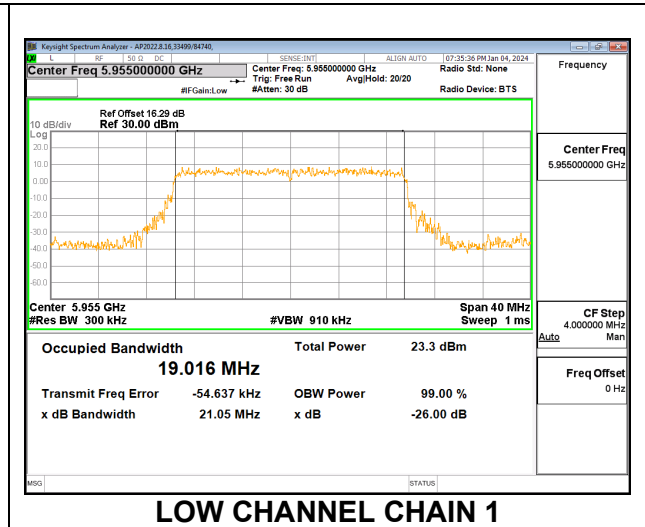 Keysight Spectrum Analyzer - AP2022.8.16,33499/84740,
L RF 50 Ω DC SENSE:INT ALIGN AUTO 07:35:36 PM Jan 04, 2024
Center Freq 5.955000000 GHz
Center Freq: 5.955000000 GHz Radio Std: None
Trig: Free Run Avg|Hold: 20/20
#IFGain:Low #Atten: 30 dB Radio Device: BTS
Frequency
Ref Offset 16.29 dB
10 dB/div Ref 30.00 dBm
Log
20.0
10.0
0.00
-10.0
-20.0
-30.0
-40.0
-50.0
-60.0
Center Freq
5.955000000 GHz
Center 5.955 GHz Span 40 MHz
#Res BW 300 kHz #VBW 910 kHz Sweep 1 ms
CF Step
4.000000 MHz
Auto Man
Occupied Bandwidth Total Power 23.3 dBm
19.016 MHz
Transmit Freq Error -54.637 kHz OBW Power 99.00 %
x dB Bandwidth 21.05 MHz x dB -26.00 dB
Freq Offset
0 Hz
MSG STATUS
LOW CHANNEL CHAIN 1